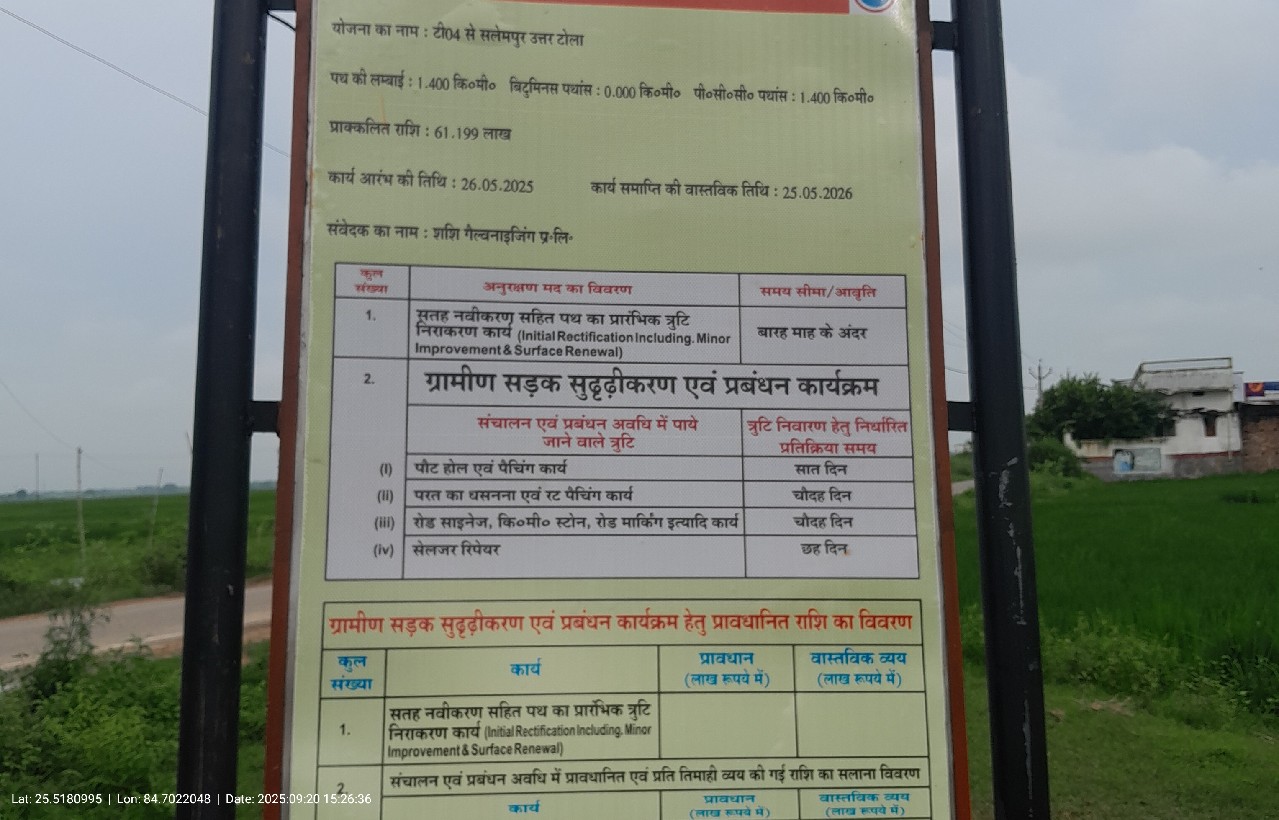 योजना का नाम : टी04 से सलेमपुर उत्तर टोला
पथ की लम्बाई : 1.400 कि०मी० बिटुमिनस पथांस : 0.000 कि०मी० पी०सी०सी० पथांस : 1.400 कि०मी०
प्राक्कलित राशि : 61.199 लाख
कार्य आरंभ की तिथि : 26.05.2025 कार्य समाप्ति की वास्तविक तिथि : 25.05.2026
संवेदक का नाम : शशि गैल्वनाइजिंग प्र॰लि॰
कुल संख्या अनुरक्षण मद का विवरण समय सीमा/आवृति
1. सतह नवीकरण सहित पथ का प्रारंभिक त्रुटि
निराकरण कार्य (Initial Rectification Including. Minor
Improvement & Surface Renewal)
बारह माह के अंदर
2. ग्रामीण सड़क सुदृढ़ीकरण एवं प्रबंधन कार्यक्रम
संचालन एवं प्रबंधन अवधि में पाये
जाने वाले त्रुटि
त्रुटि निवारण हेतु निर्धारित
प्रतिक्रिया समय
(i) पौट होल एवं पैचिंग कार्य सात दिन
(ii) परत का धसनना एवं रट पैचिंग कार्य चौदह दिन
(iii) रोड साइनेज, कि०मी० स्टोन, रोड मार्किंग इत्यादि कार्य चौदह दिन
(iv) सेलजर रिपेयर छह दिन
ग्रामीण सड़क सुदृढ़ीकरण एवं प्रबंधन कार्यक्रम हेतु प्रावधानित राशि का विवरण
कुल
संख्या
कार्य
प्रावधान
(लाख रूपये में)
वास्तविक व्यय
(लाख रूपये में)
1. सतह नवीकरण सहित पथ का प्रारंभिक त्रुटि
निराकरण कार्य (Initial Rectification Including. Minor
Improvement & Surface Renewal)
2. संचालन एवं प्रबंधन अवधि में प्रावधानित एवं प्रति तिमाही व्यय की गई राशि का सलाना विवरण
कार्य
प्रावधान
(लाख रूपये में)
वास्तविक व्यय
(लाख रूपये में)
Lat: 25.5180995 | Lon: 84.7022048 | Date: 2025:09:20 15:26:36